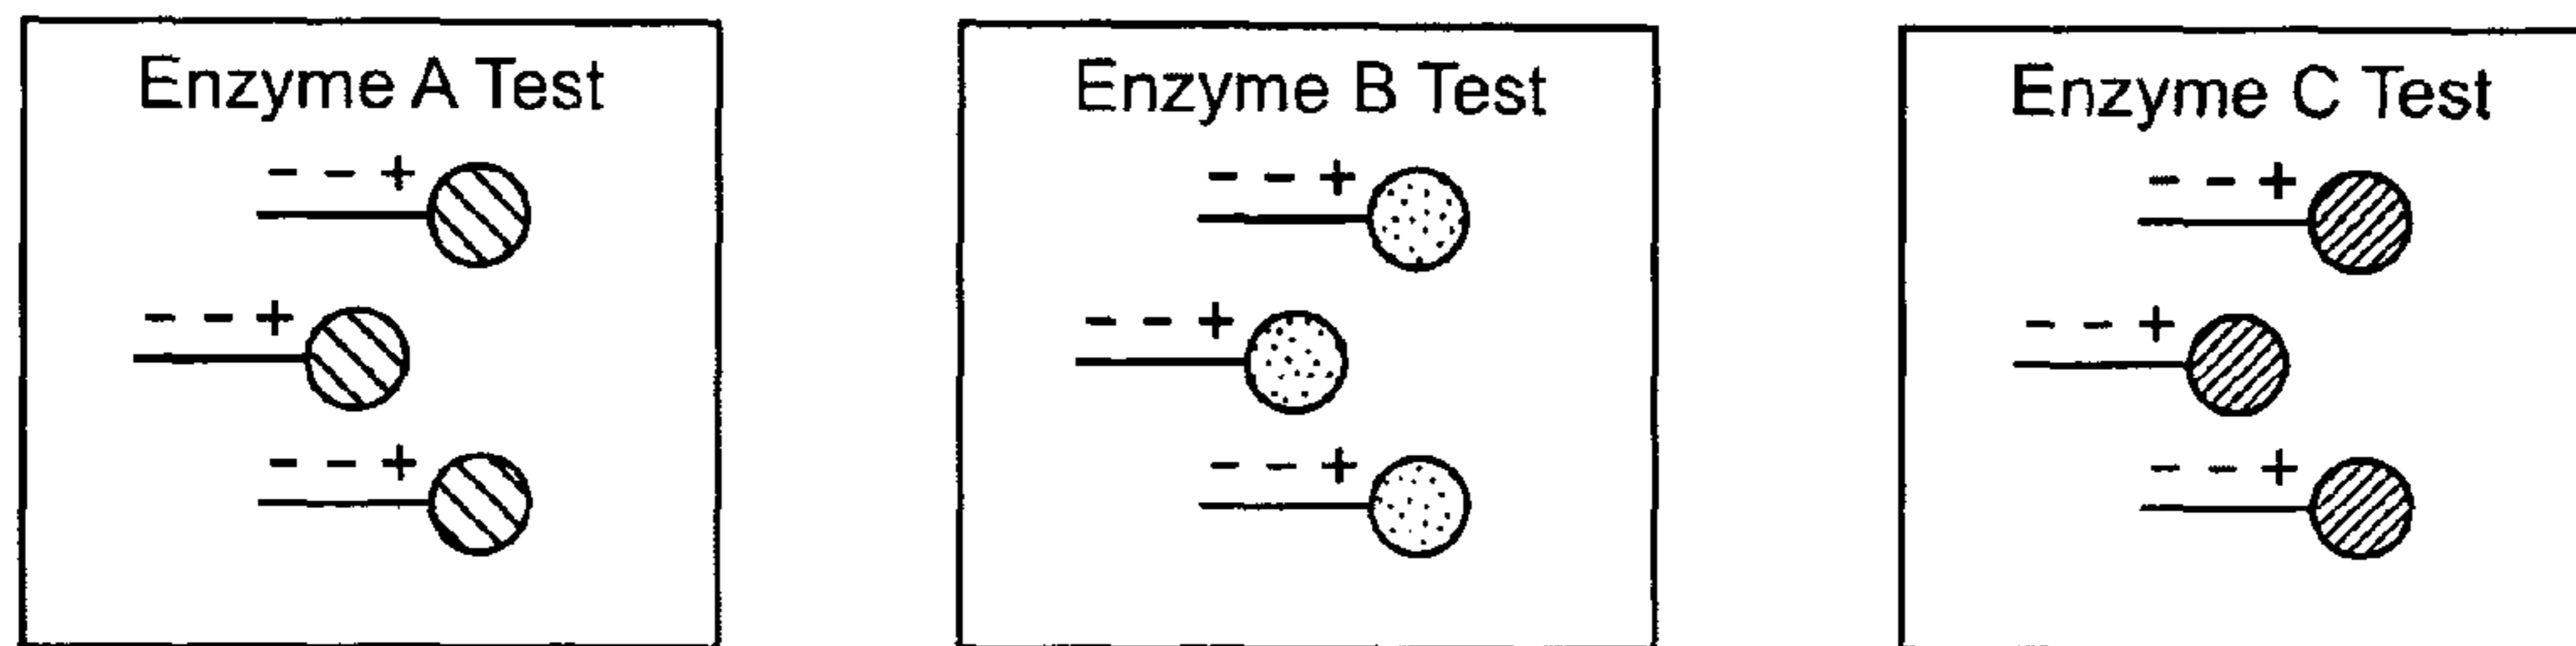 Enzyme A Test
- - +
- - +
- - +
Enzyme B Test
- - +
- - +
- - +
Enzyme C Test
- - +
- - +
- - +